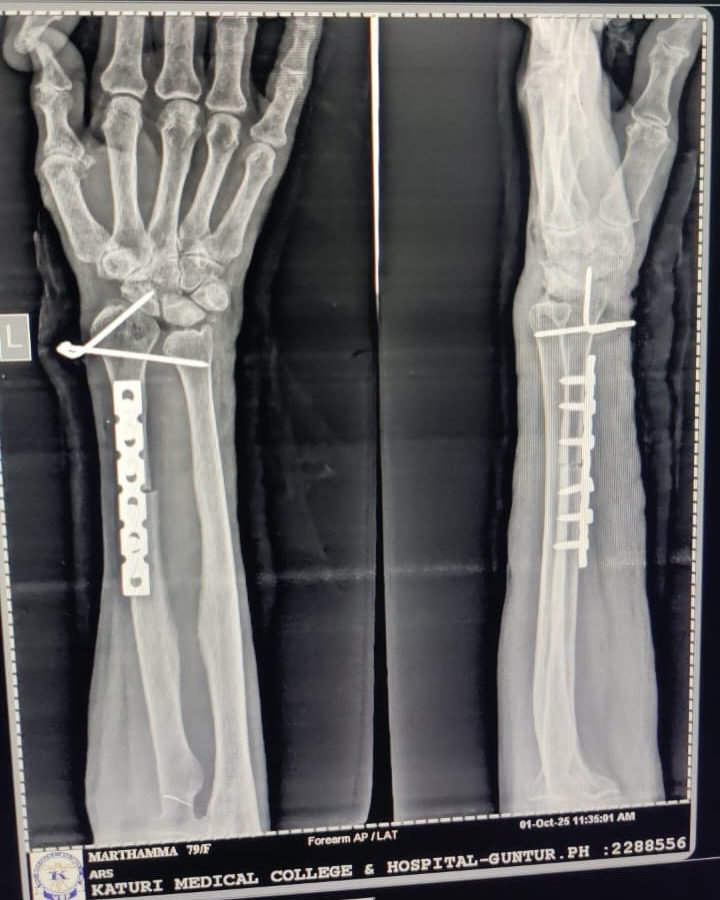 L
Forearm AP / LAT
01-Oct-25 11:35:01 AM
MARTHAMMA 79/F
ARS
KATURI MEDICAL COLLEGE & HOSPITAL-GUNTUR.PH :2288556
K